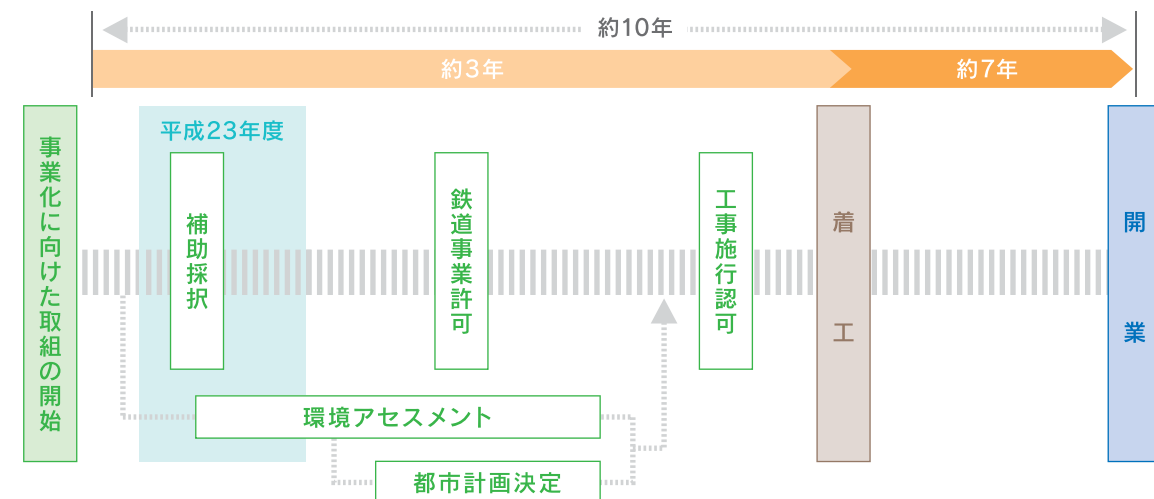 約10年
約3年
約7年
事業化に向けた取組の開始
平成23年度
補助採択
鉄道事業許可
工事施行認可
着工
開業
環境アセスメント
都市計画決定